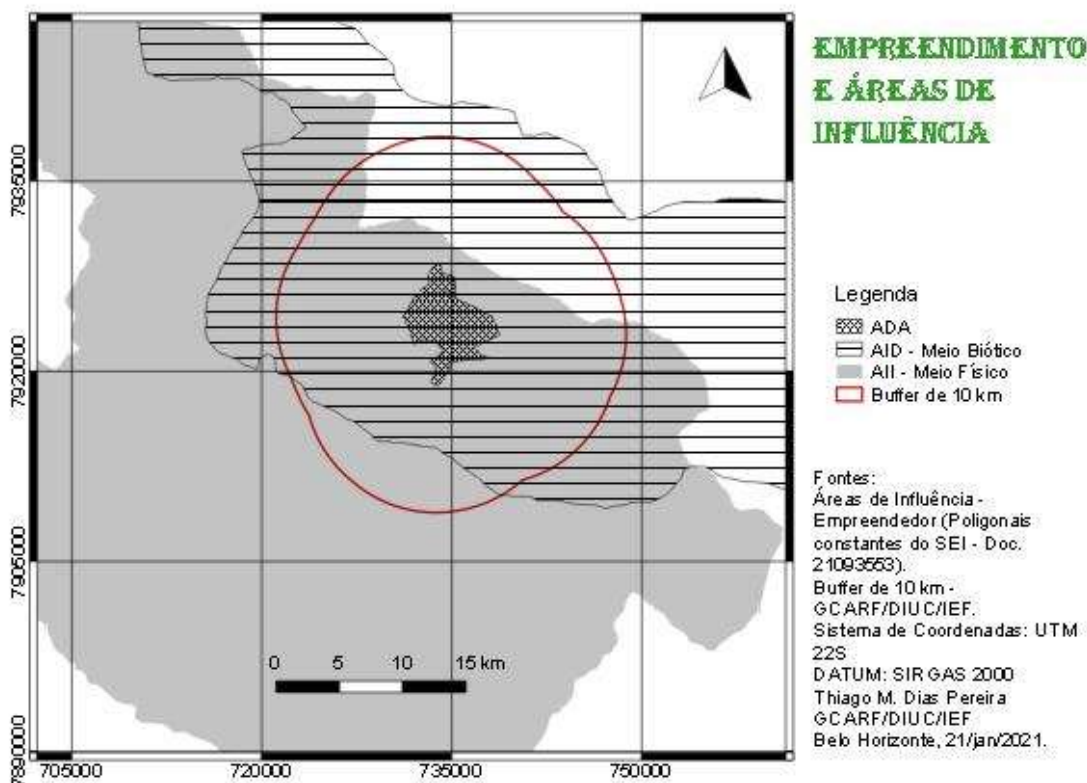 EMPREENDIMENTO
E ÁREAS DE
INFLUÊNCIA
7935000
7920000
7905000
7890000
Legenda
ADA
AID - Meio Biótico
AII - Meio Físico
Buffer de 10 km
Fontes:
Áreas de Influência -
Empreendedor (Poligonais
constantes do SEI - Doc.
21093553).
Buffer de 10 km -
GCARF/DIUC/IEF.
Sistema de Coordenadas: UTM
22S
DATUM: SIRGAS 2000
Thiago M. Dias Pereira
GCARF/DIUC/IEF
Belo Horizonte, 21/jan/2021.
0 5 10 15 km
705000 720000 735000 750000